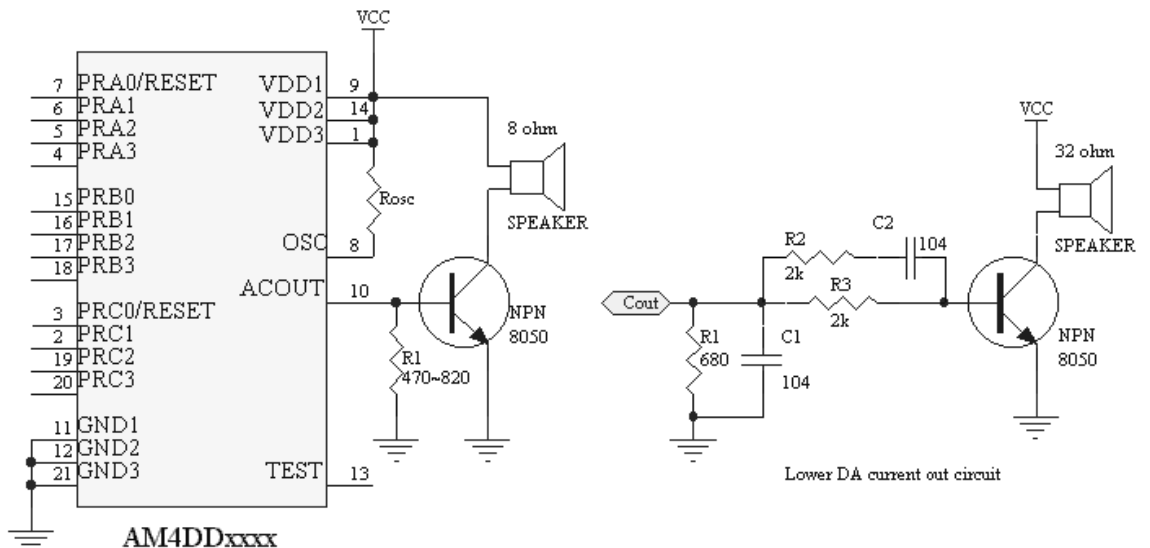 VCC
7 PRA0/RESET
6 PRA1
5 PRA2
4 PRA3
15 PRB0
16 PRB1
17 PRB2
18 PRB3
3 PRC0/RESET
2 PRC1
19 PRC2
20 PRC3
11 GND1
12 GND2
21 GND3
VDD1 9
VDD2 14
VDD3 1
OSC 8
ACOUT 10
TEST 13
Rosc
8 ohm
SPEAKER
NPN
8050
R1
470~820
AM4DDxxxx
VCC
32 ohm
SPEAKER
C2
104
R2
2k
R3
2k
Cout
R1
680
C1
104
NPN
8050
Lower DA current out circuit